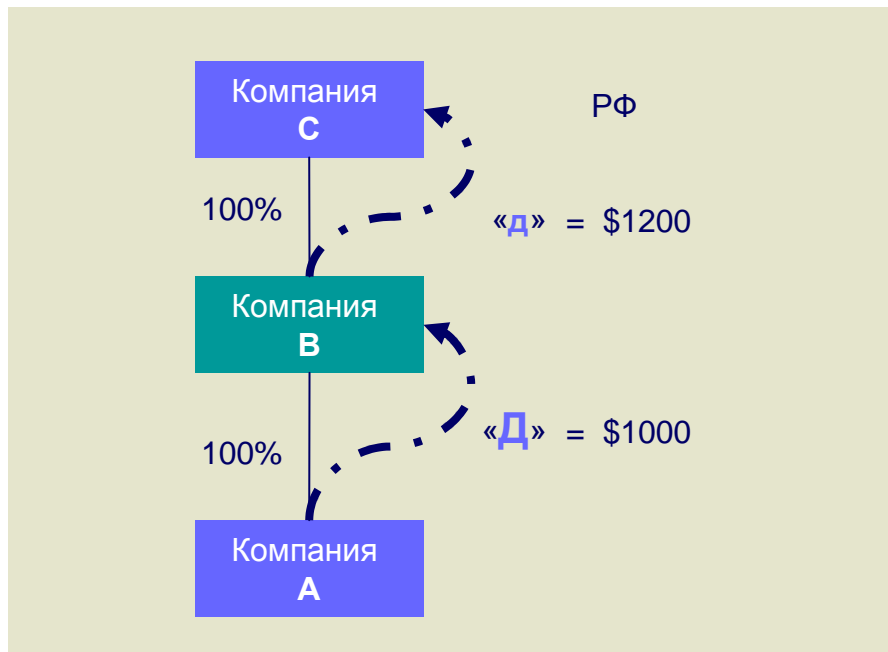 Компания
C
РФ
100%
«д» = $1200
Компания
B
«Д» = $1000
100%
Компания
A